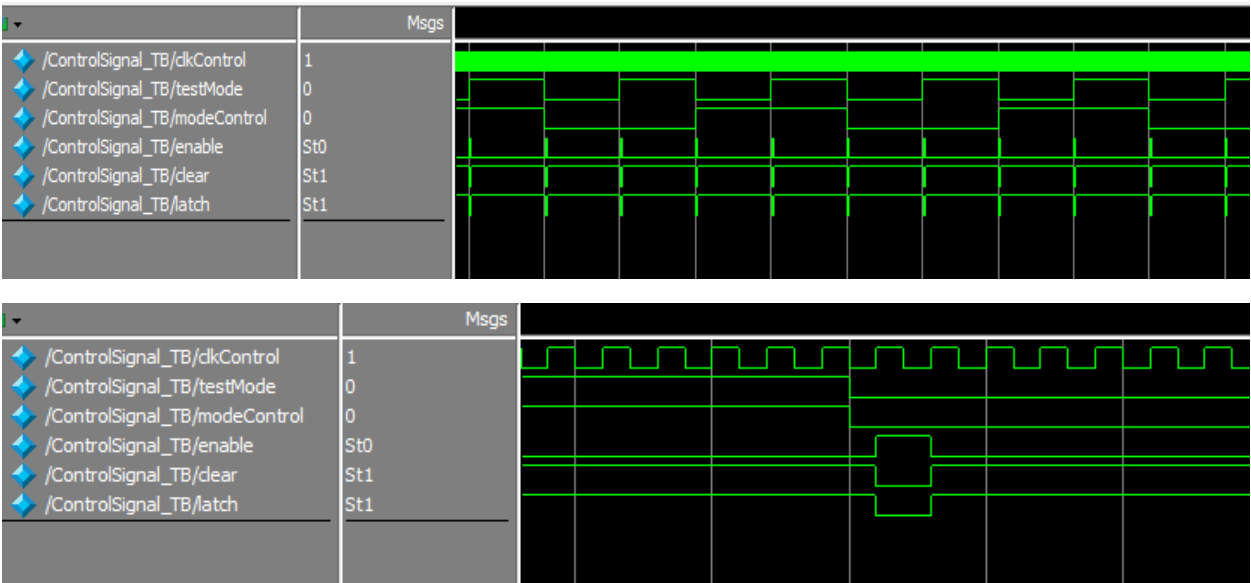 Msgs
/ControlSignal_TB/clkControl 1
/ControlSignal_TB/testMode 0
/ControlSignal_TB/modeControl 0
/ControlSignal_TB/enable St0
/ControlSignal_TB/clear St1
/ControlSignal_TB/latch St1
Msgs
/ControlSignal_TB/clkControl 1
/ControlSignal_TB/testMode 0
/ControlSignal_TB/modeControl 0
/ControlSignal_TB/enable St0
/ControlSignal_TB/clear St1
/ControlSignal_TB/latch St1